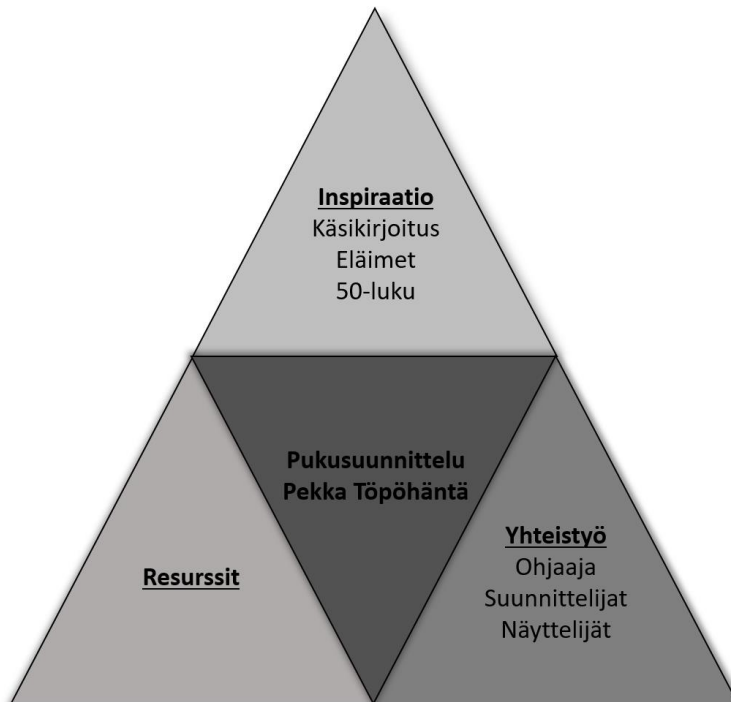 Inspiraatio
Käsikirjoitus
Eläimet
50-luku
Pukusuunnittelu
Pekka Töpöhäntä
Resurssit
Yhteistyö
Ohjaaja
Suunnittelijat
Näyttelijät